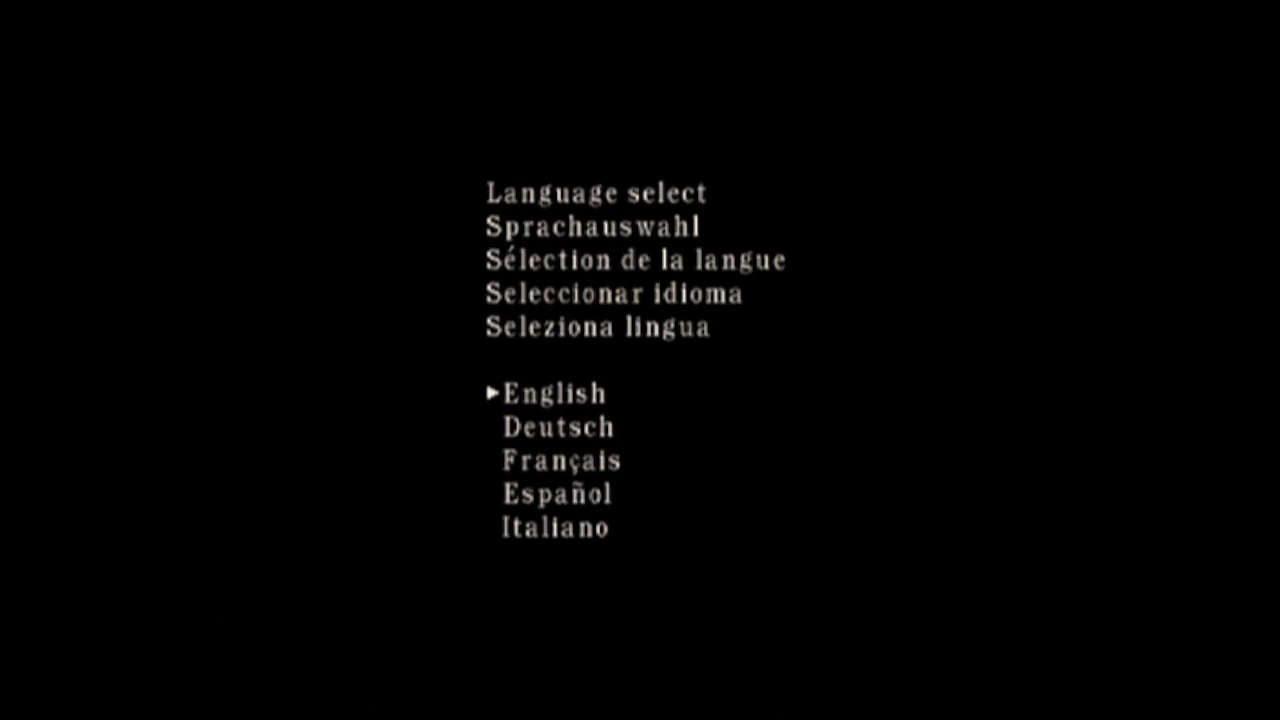 Language select
Sprachauswahl
Sélection de la langue
Seleccionar idioma
Seleziona lingua
►English
Deutsch
Français
Español
Italiano